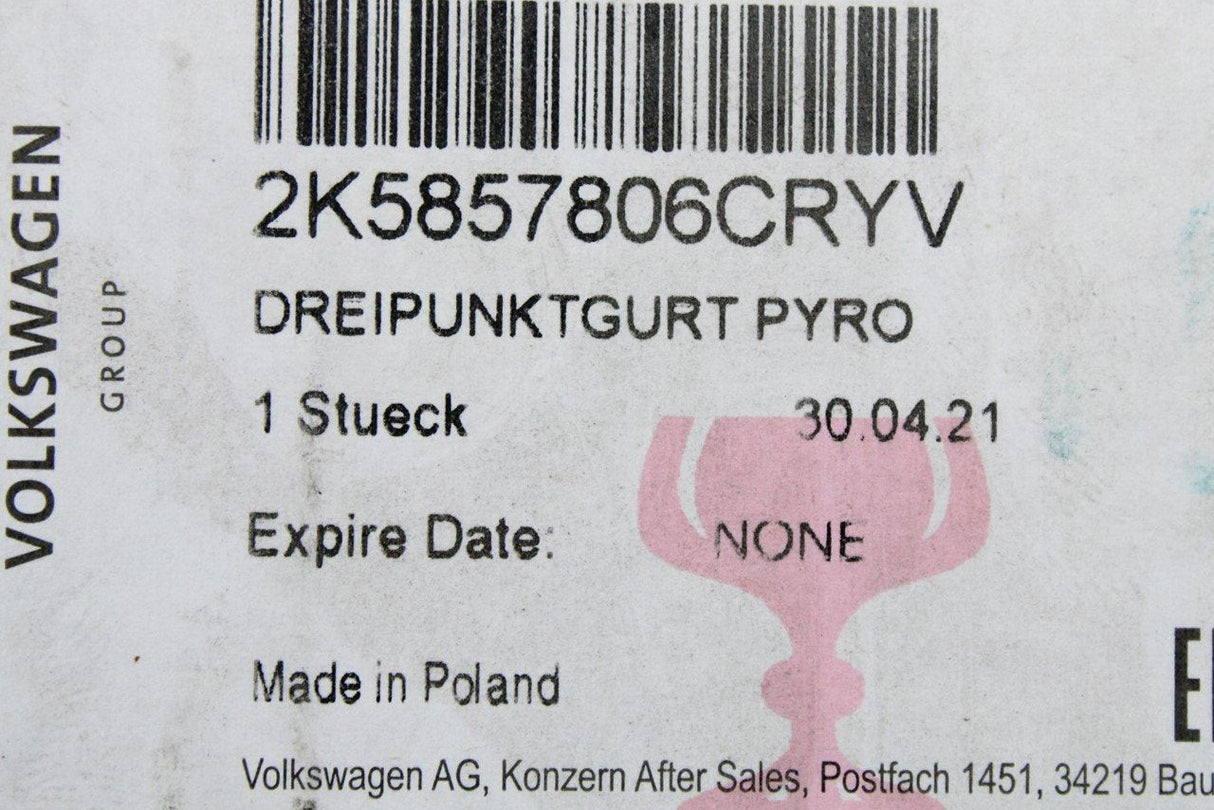 VOLKSWAGEN
GROUP
2K5857806CRYV
DREIPUNKTGURT PYRO
1 Stueck 30.04.21
Expire Date: NONE
Made in Poland
Volkswagen AG, Konzern After Sales, Postfach 1451, 34219 Bau